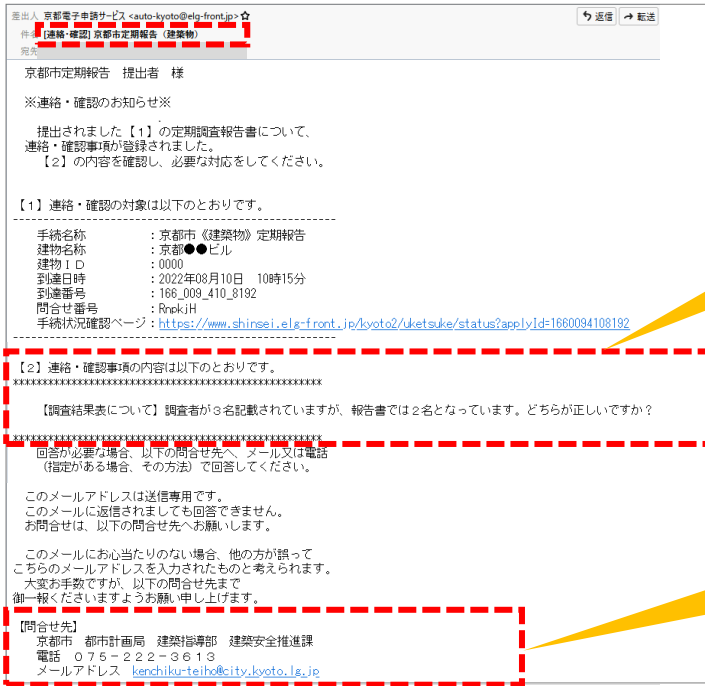 差出人 京都電子申請サービス <auto-kyoto@elg-front.jp>☆ 返信 転送
件名 [連絡・確認] 京都市定期報告（建築物）
宛先
京都市定期報告 提出者 様
※連絡・確認のお知らせ※
提出されました【１】の定期調査報告書について、
連絡・確認事項が登録されました。
【２】の内容を確認し、必要な対応をしてください。
【１】連絡・確認の対象は以下のとおりです。
------------------------------------------------------
手続名称 ：京都市《建築物》定期報告
建物名称 ：京都●●ビル
建物ＩＤ ：0000
到達日時 ：2022年08月10日 10時15分
到達番号 ：166_009_410_8192
問合せ番号 ：RnpkjH
手続状況確認ページ：https://www.shinsei.elg-front.jp/kyoto2/uketsuke/status?applyId=1660094108192
------------------------------------------------------
【２】連絡・確認事項の内容は以下のとおりです。
******************************************************
【調査結果表について】調査者が３名記載されていますが、報告書では２名となっています。どちらが正しいですか？
******************************************************
回答が必要な場合、以下の問合せ先へ、メール又は電話
（指定がある場合、その方法）で回答してください。
このメールアドレスは送信専用です。
このメールに返信されましても回答できません。
お問合せは、以下の問合せ先へお願いします。
このメールにお心当たりのない場合、他の方が誤って
こちらのメールアドレスを入力されたものと考えられます。
大変お手数ですが、以下の問合せ先まで
御一報くださいますようお願い申し上げます。
【問合せ先】
京都市 都市計画局 建築指導部 建築安全推進課
電話 ０７５－２２２－３６１３
メールアドレス kenchiku-teiho@city.kyoto.lg.jp